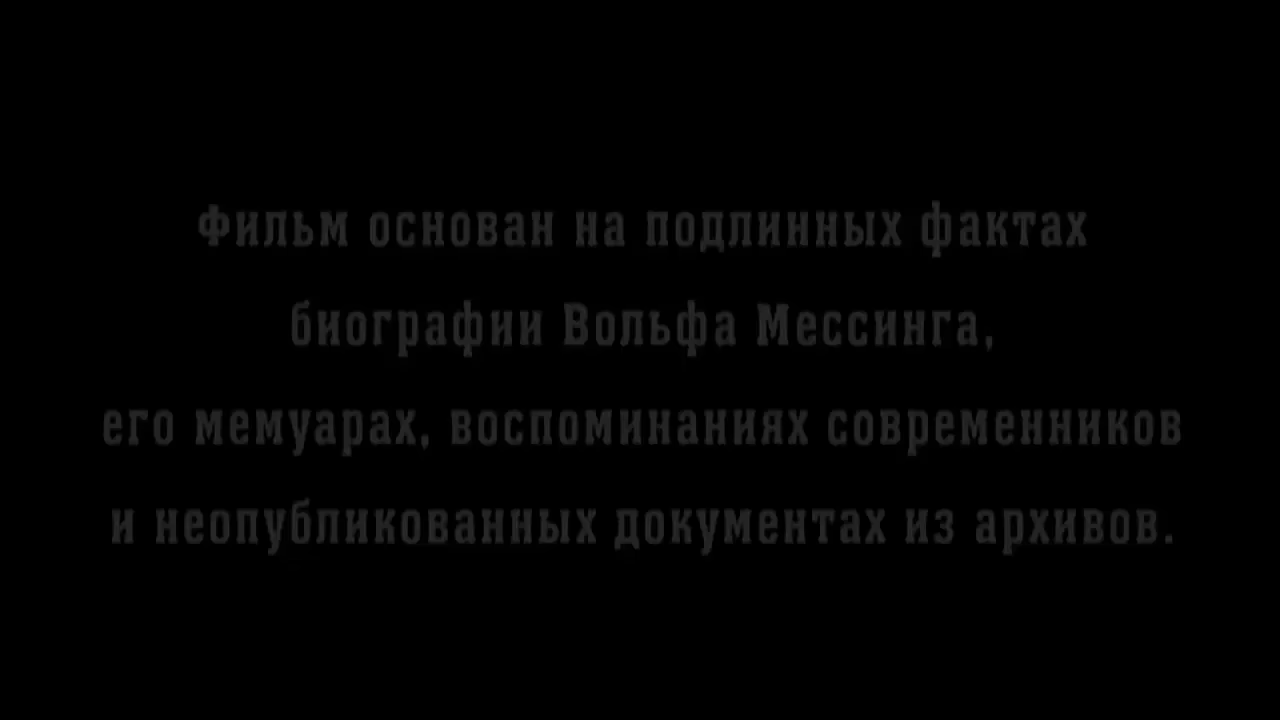 Фильм основан на подлинных фактах
биографии Вольфа Мессинга,
его мемуарах, воспоминаниях современников
и неопубликованных документах из архивов.